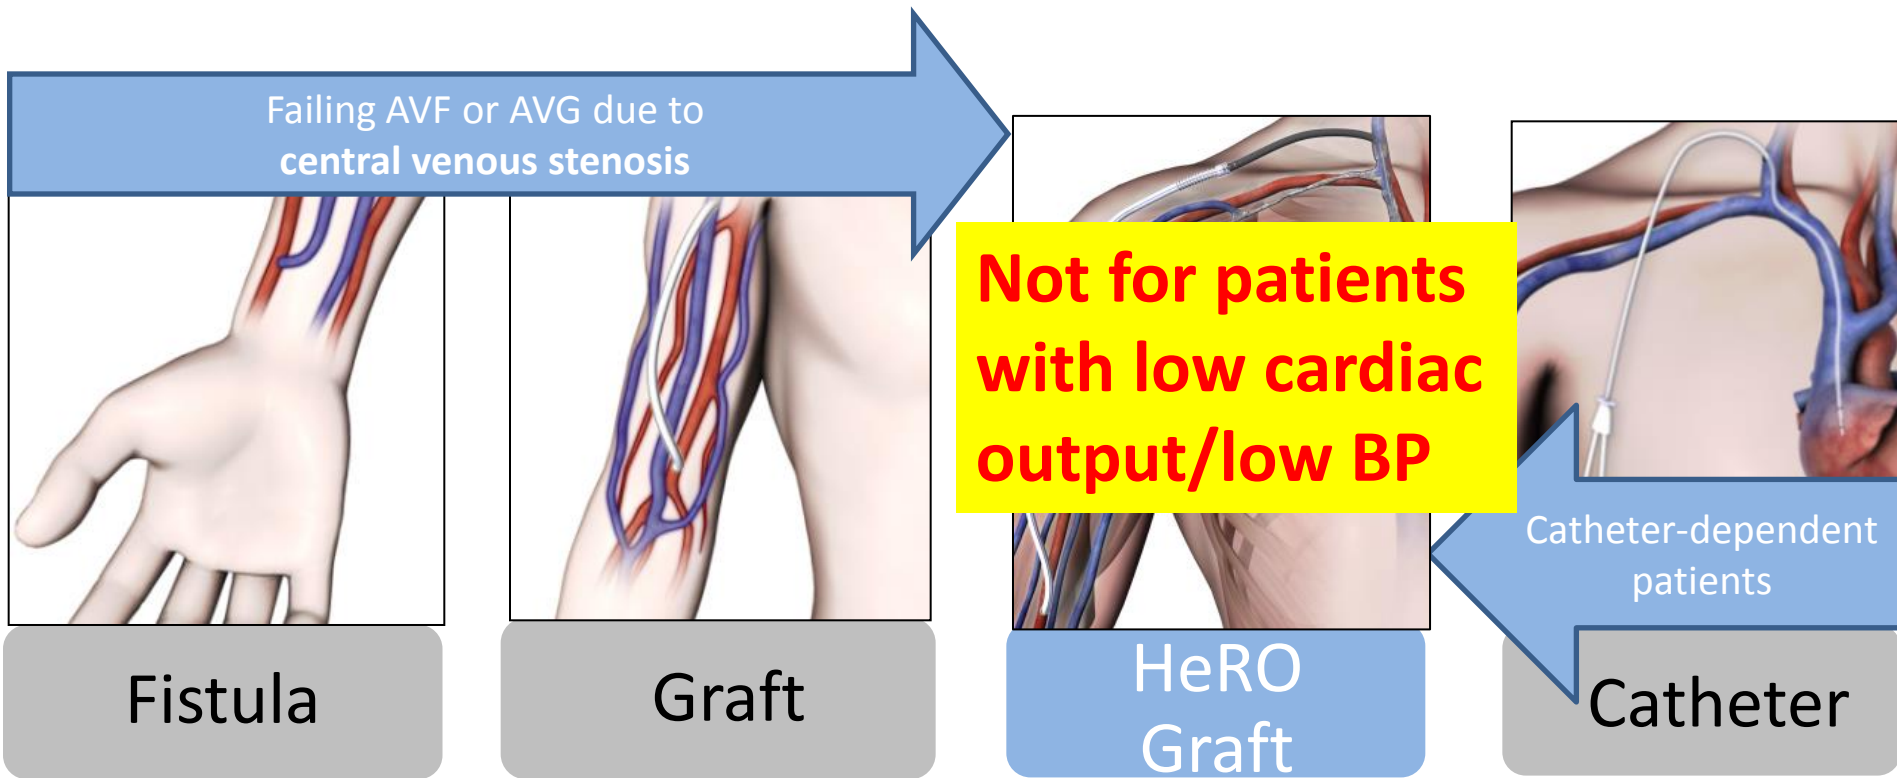 Failing AVF or AVG due to
central venous stenosis
Not for patients
with low cardiac
output/low BP
Catheter-dependent
patients
Fistula
Graft
HeRO
Graft
Catheter